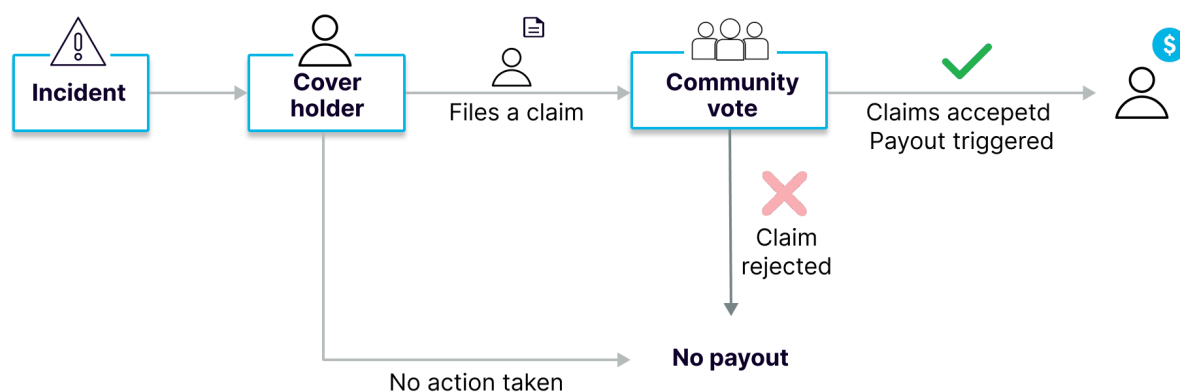 Incident
Cover
holder
Files a claim
Community
vote
Claims accepetd
Payout triggered
$
Claim
rejected
No payout
No action taken